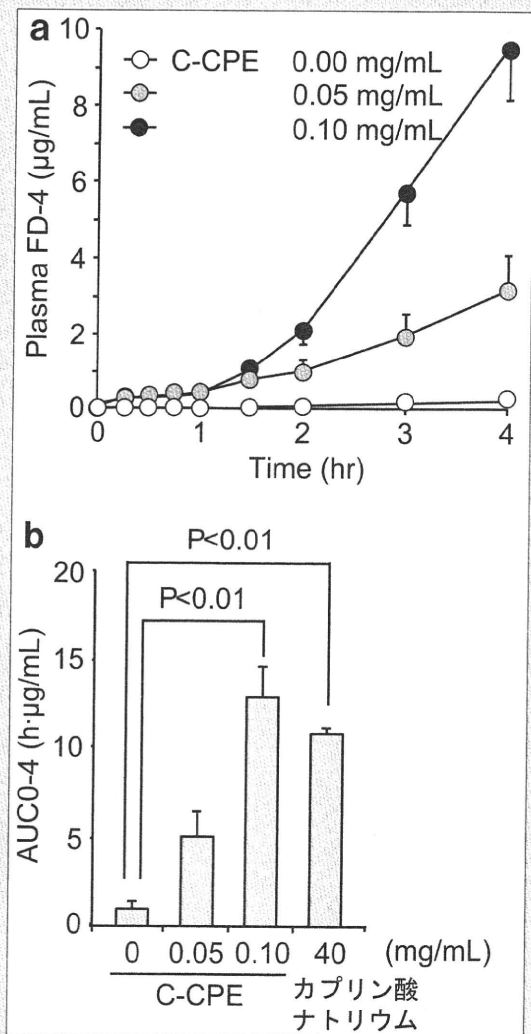 a
10
8
6
4
2
0
Plasma FD-4 (μg/mL)
C-CPE 0.00 mg/mL
0.05 mg/mL
0.10 mg/mL
0 1 2 3 4
Time (hr)
b
P<0.01
P<0.01
20
15
10
5
0
AUC0-4 (h·μg/mL)
0 0.05 0.10 40 (mg/mL)
C-CPE
カプリン酸
ナトリウム